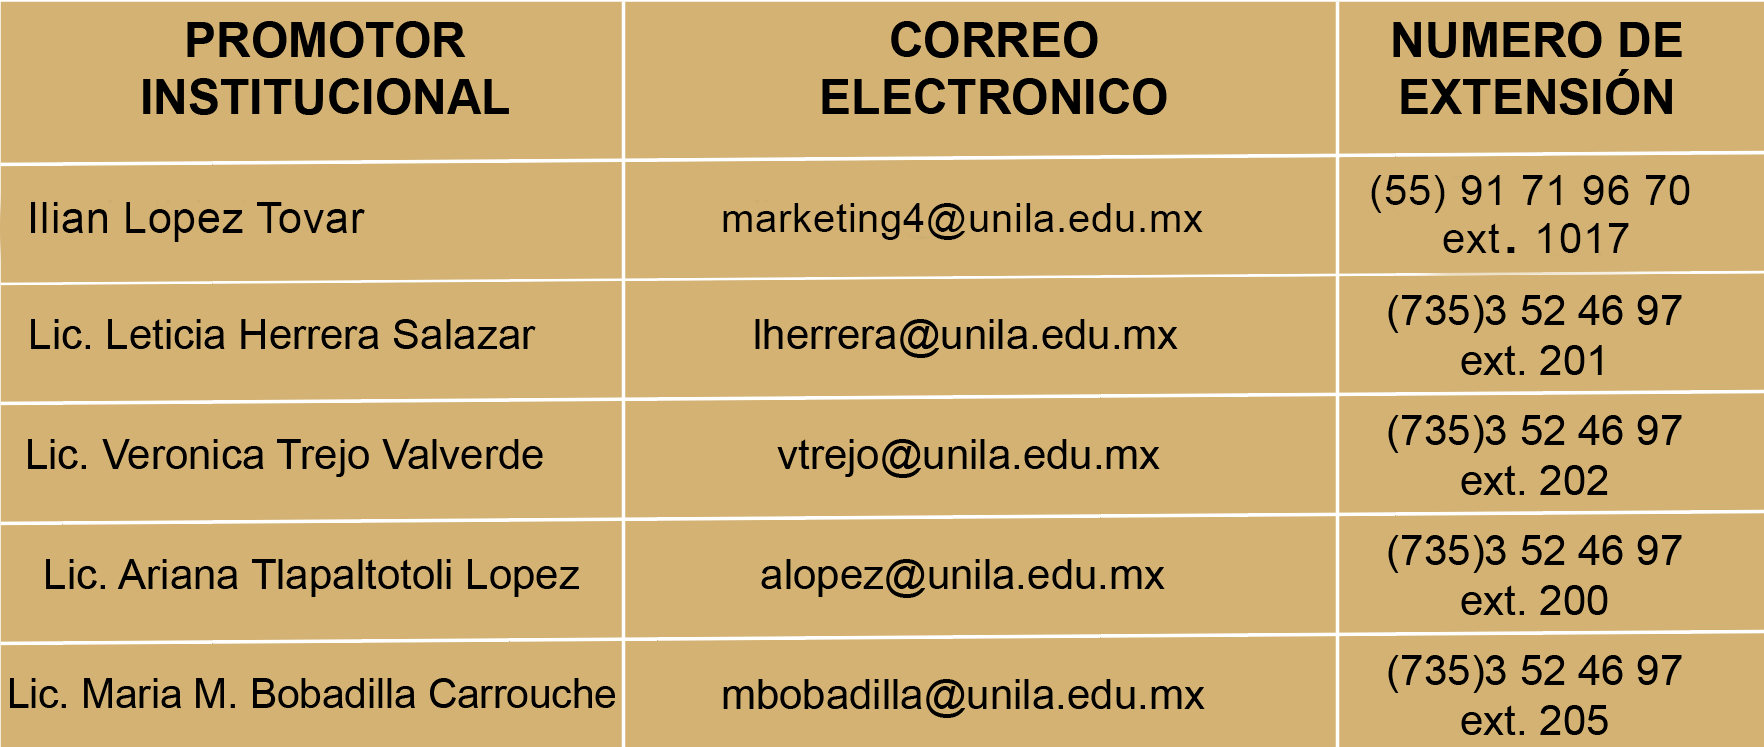 PROMOTOR
INSTITUCIONAL
CORREO
ELECTRONICO
NUMERO DE
EXTENSIÓN
Ilian Lopez Tovar
marketing4@unila.edu.mx
(55) 91 71 96 70
ext. 1017
Lic. Leticia Herrera Salazar
lherrera@unila.edu.mx
(735)3 52 46 97
ext. 201
Lic. Veronica Trejo Valverde
vtrejo@unila.edu.mx
(735)3 52 46 97
ext. 202
Lic. Ariana Tlapaltotoli Lopez
alopez@unila.edu.mx
(735)3 52 46 97
ext. 200
Lic. Maria M. Bobadilla Carrouche
mbobadilla@unila.edu.mx
(735)3 52 46 97
ext. 205